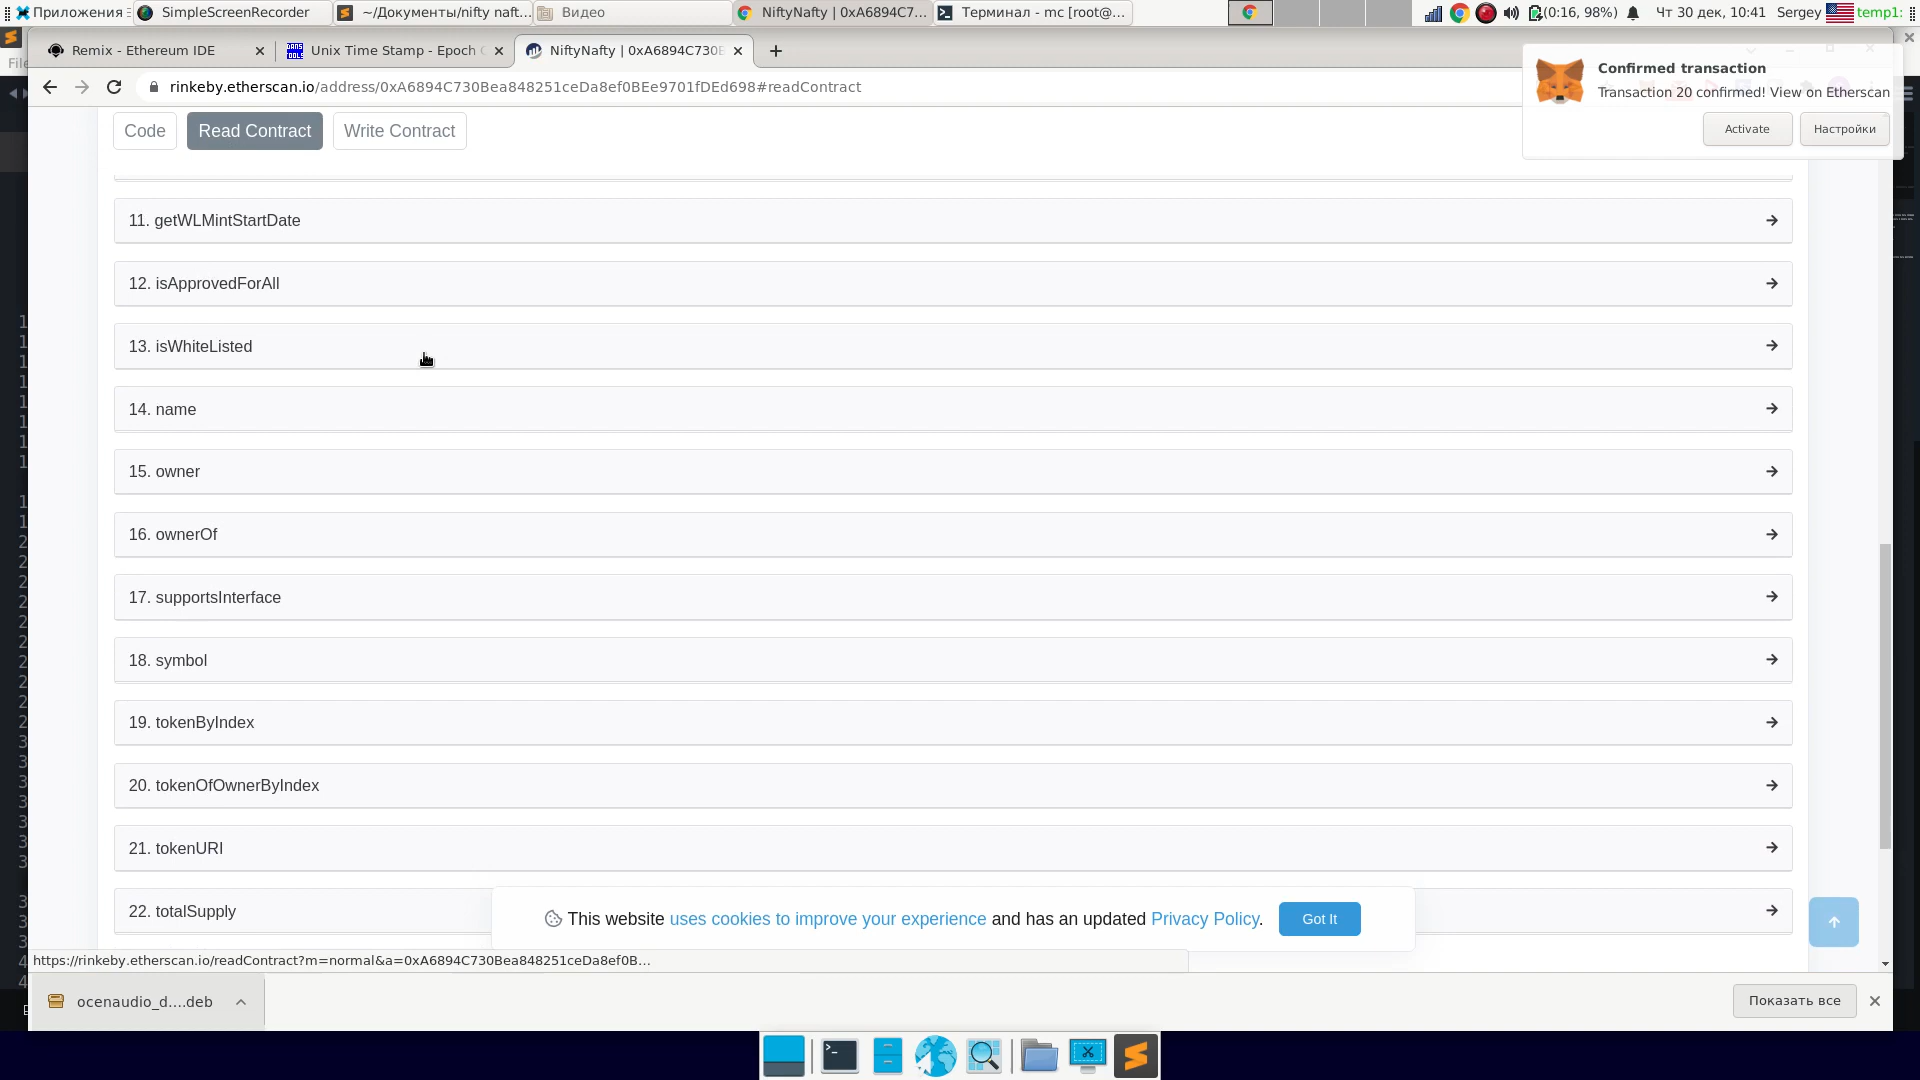 Приложения
SimpleScreenRecorder
~/Документы/nifty naft...
Видео
NiftyNafty | 0xA6894C7...
Терминал - mc [root@...
(0:16, 98%)
Чт 30 дек, 10:41
Sergey
temp1:
Remix - Ethereum IDE
Unix Time Stamp - Epoch
NiftyNafty | 0xA6894C730
rinkeby.etherscan.io/address/0xA6894C730Bea848251ceDa8ef0BEe9701fDEd698#readContract
Confirmed transaction
Transaction 20 confirmed! View on Etherscan
Activate
Настройки
Code
Read Contract
Write Contract
11. getWLMintStartDate
12. isApprovedForAll
13. isWhiteListed
14. name
15. owner
16. ownerOf
17. supportsInterface
18. symbol
19. tokenByIndex
20. tokenOfOwnerByIndex
21. tokenURI
22. totalSupply
This website uses cookies to improve your experience and has an updated Privacy Policy.
Got It
https://rinkeby.etherscan.io/readContract?m=normal&a=0xA6894C730Bea848251ceDa8ef0B...
ocenaudio_d....deb
Показать все